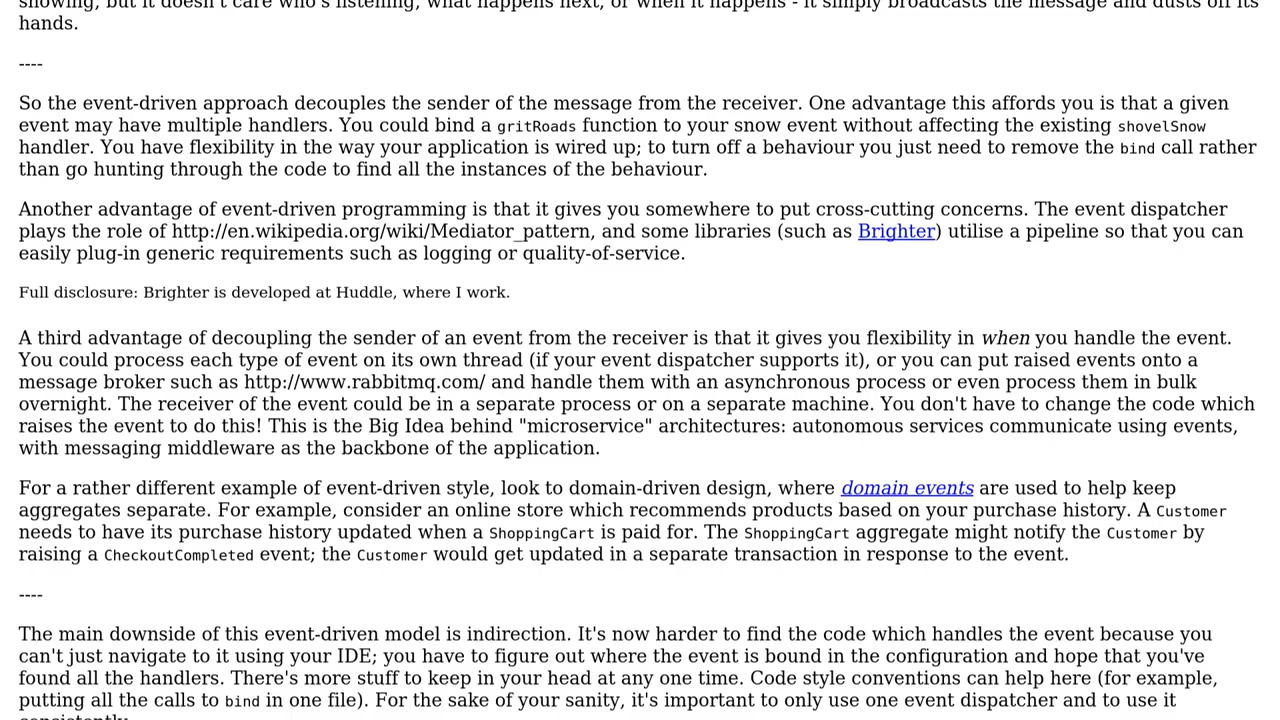 showing, but it doesn't care who's listening, what happens next, or when it happens - it simply broadcasts the message and dusts off its
hands.
----
So the event-driven approach decouples the sender of the message from the receiver. One advantage this affords you is that a given
event may have multiple handlers. You could bind a gritRoads function to your snow event without affecting the existing shovelSnow
handler. You have flexibility in the way your application is wired up; to turn off a behaviour you just need to remove the bind call rather
than go hunting through the code to find all the instances of the behaviour.
Another advantage of event-driven programming is that it gives you somewhere to put cross-cutting concerns. The event dispatcher
plays the role of http://en.wikipedia.org/wiki/Mediator_pattern, and some libraries (such as Brighter) utilise a pipeline so that you can
easily plug-in generic requirements such as logging or quality-of-service.
Full disclosure: Brighter is developed at Huddle, where I work.
A third advantage of decoupling the sender of an event from the receiver is that it gives you flexibility in when you handle the event.
You could process each type of event on its own thread (if your event dispatcher supports it), or you can put raised events onto a
message broker such as http://www.rabbitmq.com/ and handle them with an asynchronous process or even process them in bulk
overnight. The receiver of the event could be in a separate process or on a separate machine. You don't have to change the code which
raises the event to do this! This is the Big Idea behind "microservice" architectures: autonomous services communicate using events,
with messaging middleware as the backbone of the application.
For a rather different example of event-driven style, look to domain-driven design, where domain events are used to help keep
aggregates separate. For example, consider an online store which recommends products based on your purchase history. A Customer
needs to have its purchase history updated when a ShoppingCart is paid for. The ShoppingCart aggregate might notify the Customer by
raising a CheckoutCompleted event; the Customer would get updated in a separate transaction in response to the event.
----
The main downside of this event-driven model is indirection. It's now harder to find the code which handles the event because you
can't just navigate to it using your IDE; you have to figure out where the event is bound in the configuration and hope that you've
found all the handlers. There's more stuff to keep in your head at any one time. Code style conventions can help here (for example,
putting all the calls to bind in one file). For the sake of your sanity, it's important to only use one event dispatcher and to use it